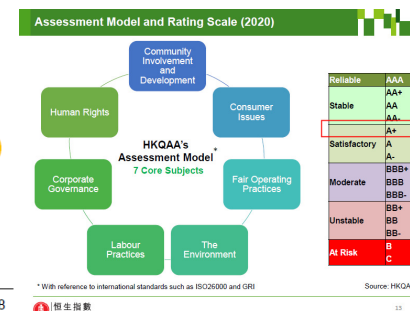 Assessment Model and Rating Scale (2020)
Community
Involvement
and
Development
Human Rights
Consumer
Issues
HKQAA's
Assessment Model*
7 Core Subjects
Corporate
Governance
Fair Operating
Practices
Labour
Practices
The
Environment
Reliable AAA
Stable
AA+
AA
AA-
Satisfactory
A+
A
A-
Moderate
BBB+
BBB
BBB-
Unstable
BB+
BB
BB-
At Risk
B
C
* With reference to international standards such as ISO26000 and GRI
Source: HKQA
8
恒生指數
13